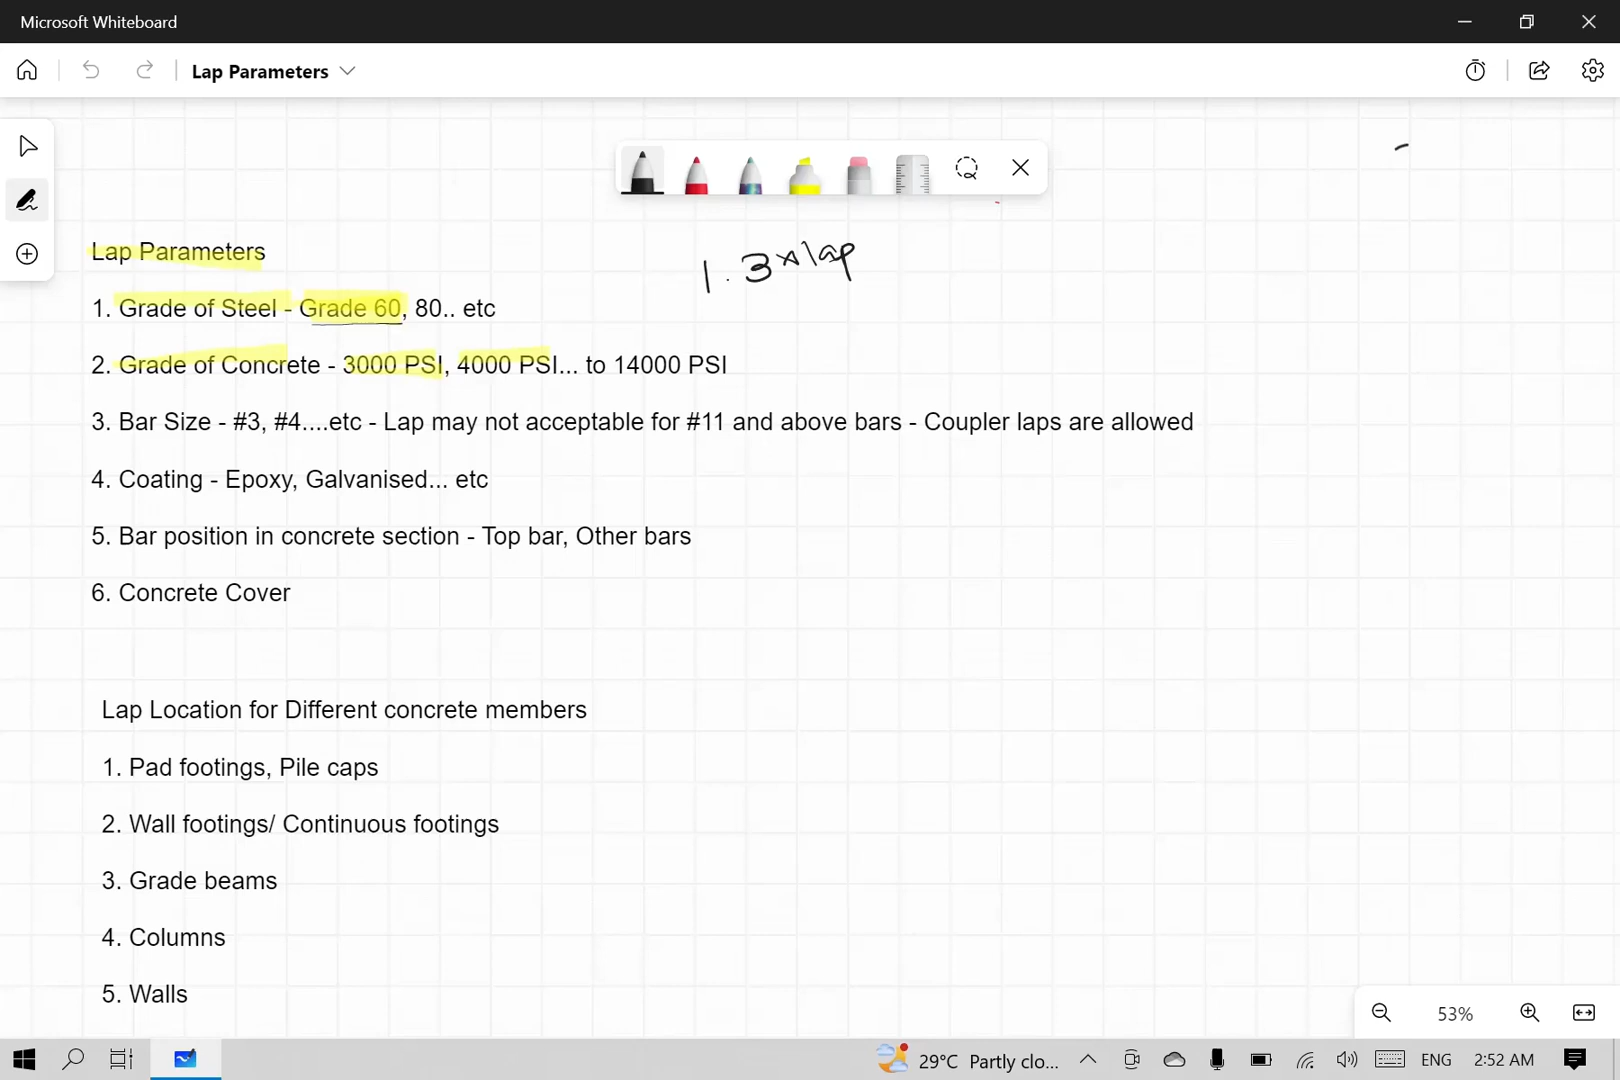 Microsoft Whiteboard
Lap Parameters
Lap Parameters
1.3 x lap
1. Grade of Steel - Grade 60, 80.. etc
2. Grade of Concrete - 3000 PSI, 4000 PSI... to 14000 PSI
3. Bar Size - #3, #4....etc - Lap may not acceptable for #11 and above bars - Coupler laps are allowed
4. Coating - Epoxy, Galvanised... etc
5. Bar position in concrete section - Top bar, Other bars
6. Concrete Cover
Lap Location for Different concrete members
1. Pad footings, Pile caps
2. Wall footings/ Continuous footings
3. Grade beams
4. Columns
5. Walls
53%
29°C Partly clo... ENG 2:52 AM